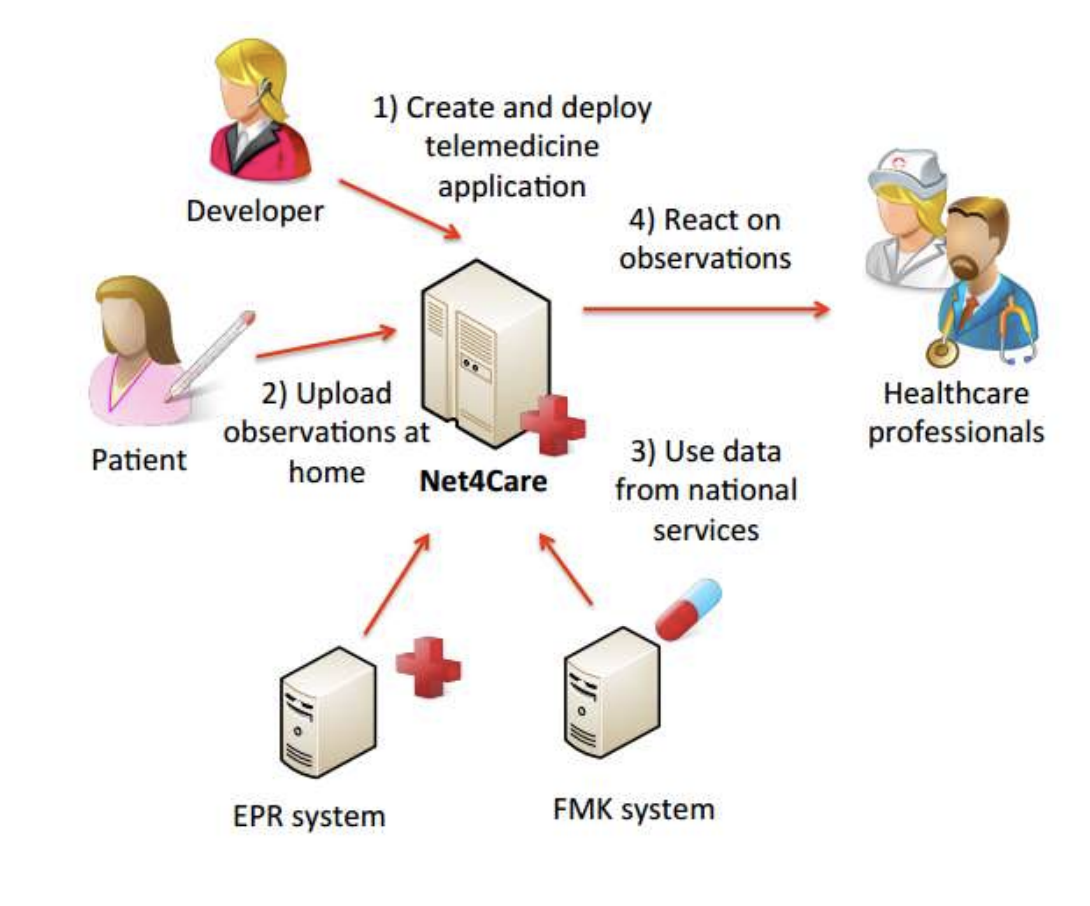 1) Create and deploy
telemedicine
application
Developer
4) React on
observations
2) Upload
observations at
home
Patient
Net4Care
Healthcare
professionals
3) Use data
from national
services
EPR system
FMK system